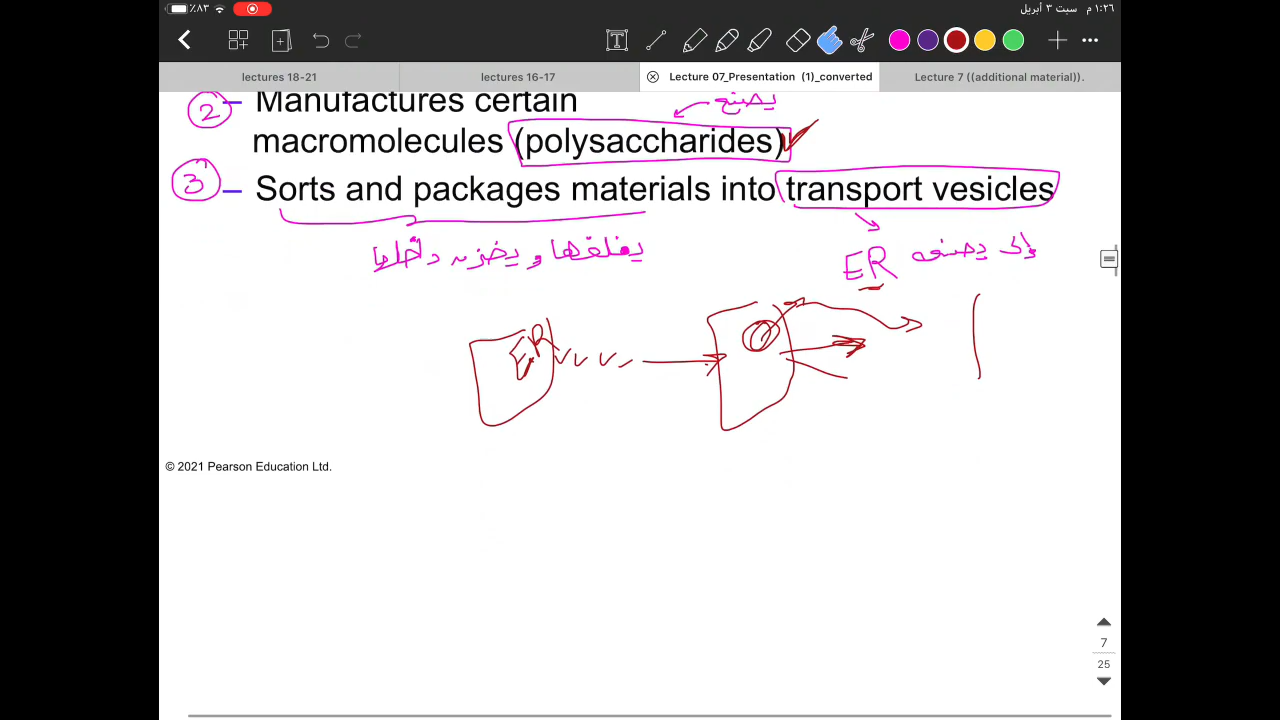 ٪٨٣
١:٢٦ م سبت ٣ أبريل
lectures 18-21
lectures 16-17
Lecture 07_Presentation (1)_converted
Lecture 7 ((additional material)).
2 – Manufactures certain
يصنع
macromolecules (polysaccharides)
3 – Sorts and packages materials into transport vesicles
يغلفها و يخزنه داخلها
إلى يصنعه ER
ER
© 2021 Pearson Education Ltd.
7
25